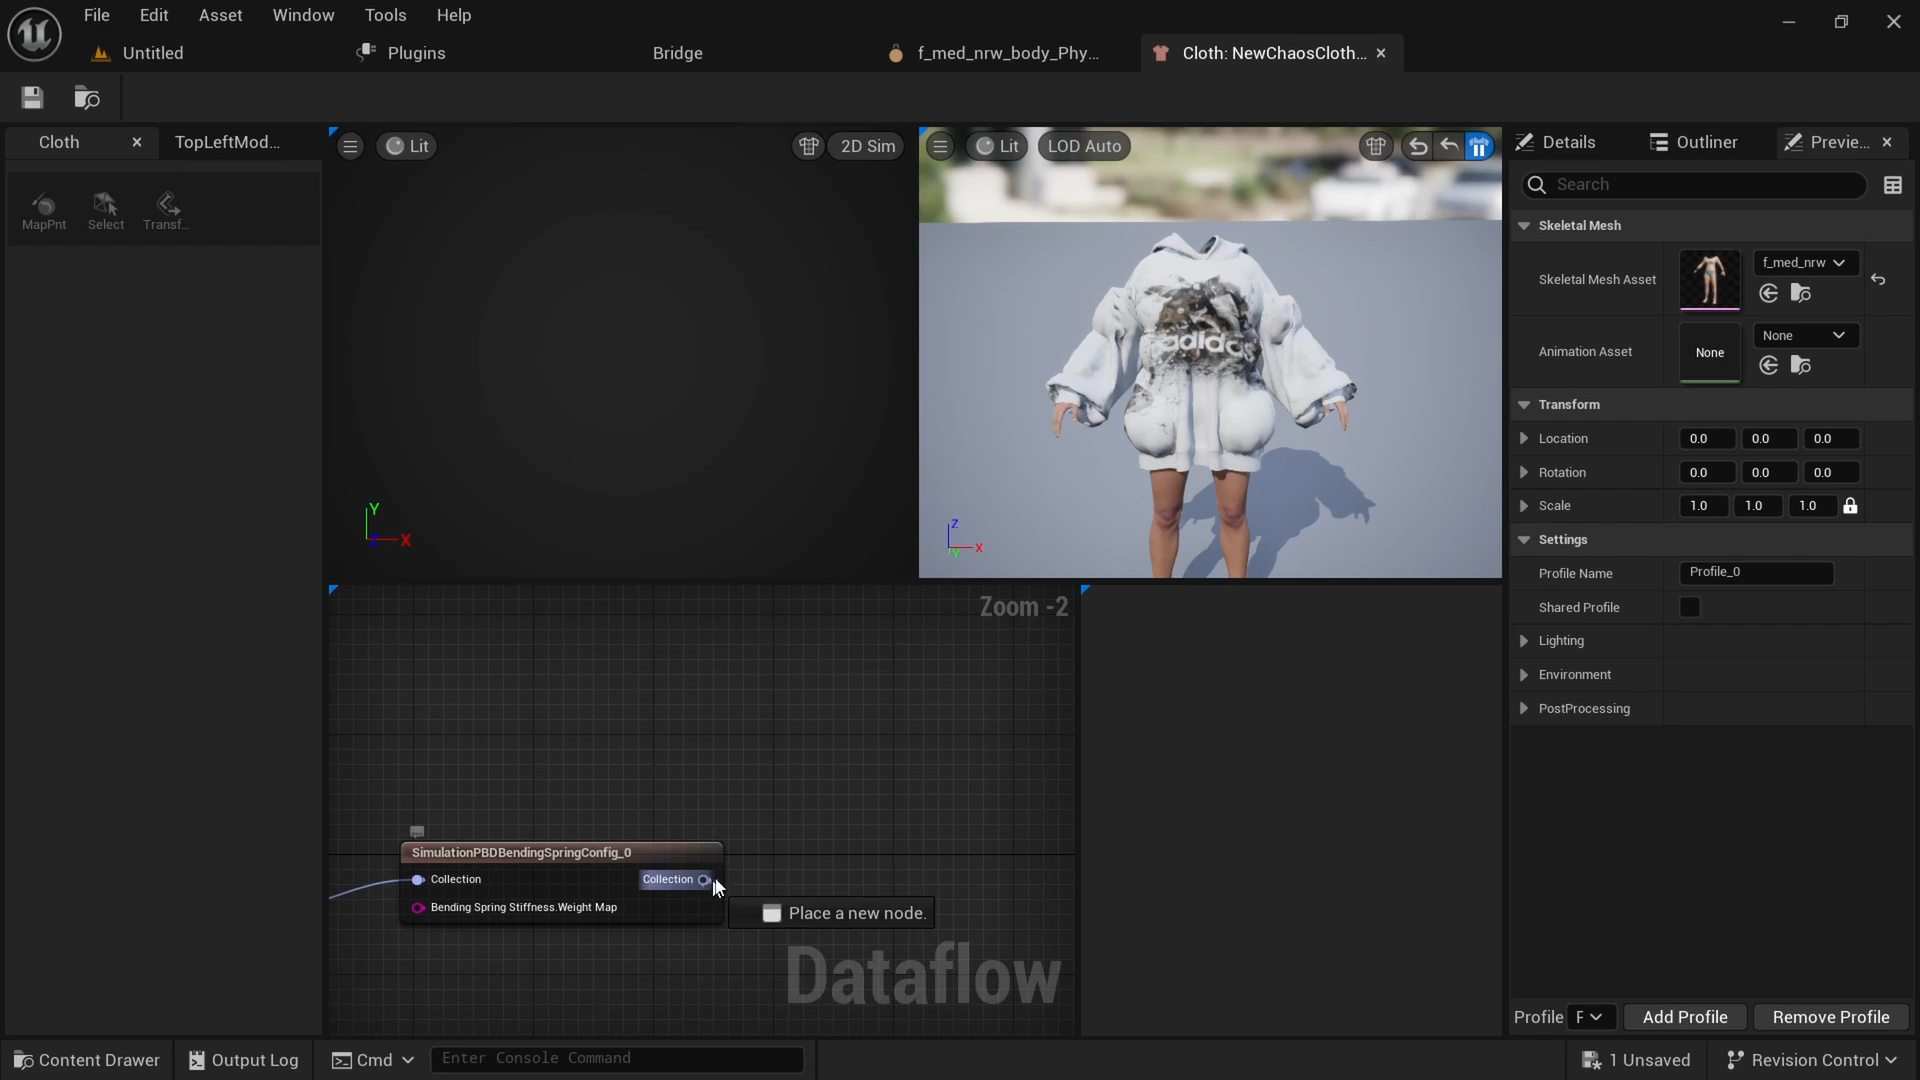 File
Edit
Asset
Window
Tools
Help
Untitled
Plugins
Bridge
f_med_nrw_body_Phy...
Cloth: NewChaosCloth...
Cloth
TopLeftMod...
MapPnt
Select
Transf...
Lit
2D Sim
Y
X
Lit
LOD Auto
adidas
Z
X
Y
Details
Outliner
Previe...
Search
Skeletal Mesh
Skeletal Mesh Asset
f_med_nrw
Animation Asset
None
None
Transform
Location
0.0
0.0
0.0
Rotation
0.0
0.0
0.0
Scale
1.0
1.0
1.0
Settings
Profile Name
Profile_0
Shared Profile
Lighting
Environment
PostProcessing
Zoom -2
SimulationPBDBendingSpringConfig_0
Collection
Collection
Bending Spring Stiffness.Weight Map
Place a new node.
Dataflow
Profile
Add Profile
Remove Profile
Content Drawer
Output Log
Cmd
Enter Console Command
1 Unsaved
Revision Control